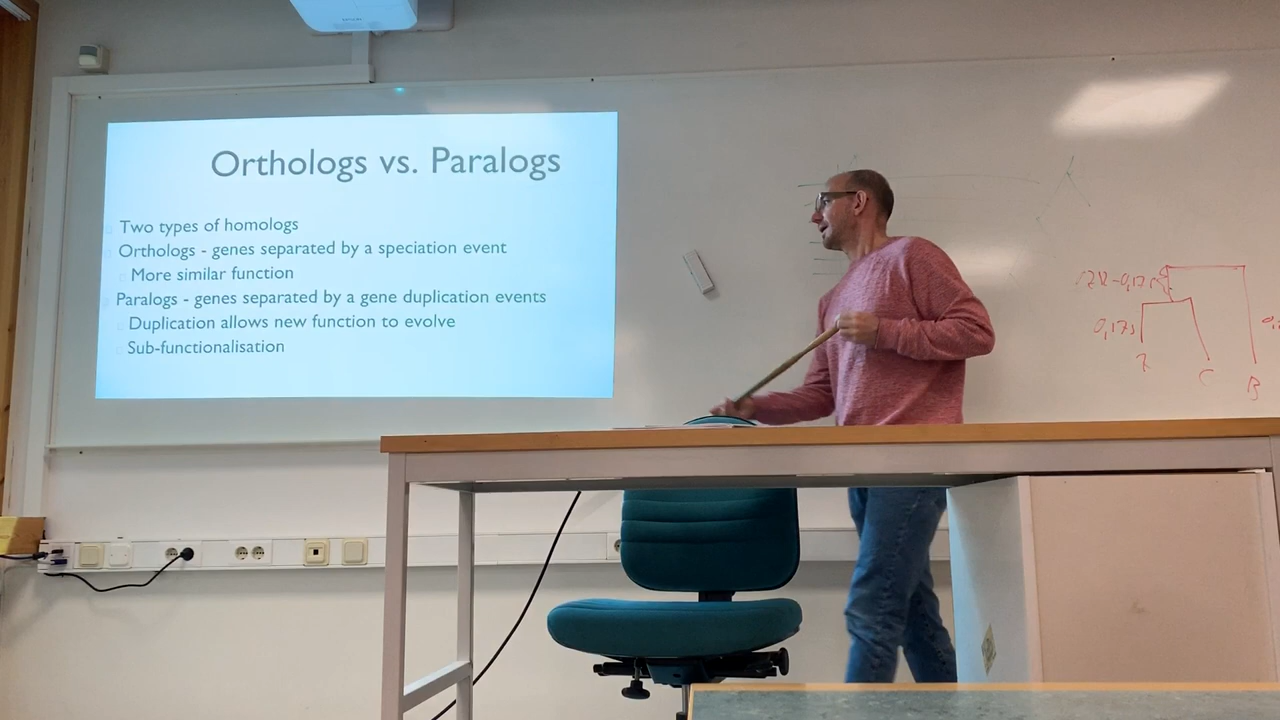 EPSON
Orthologs vs. Paralogs
Two types of homologs
Orthologs - genes separated by a speciation event
More similar function
Paralogs - genes separated by a gene duplication events
Duplication allows new function to evolve
Sub-functionalisation
C
B